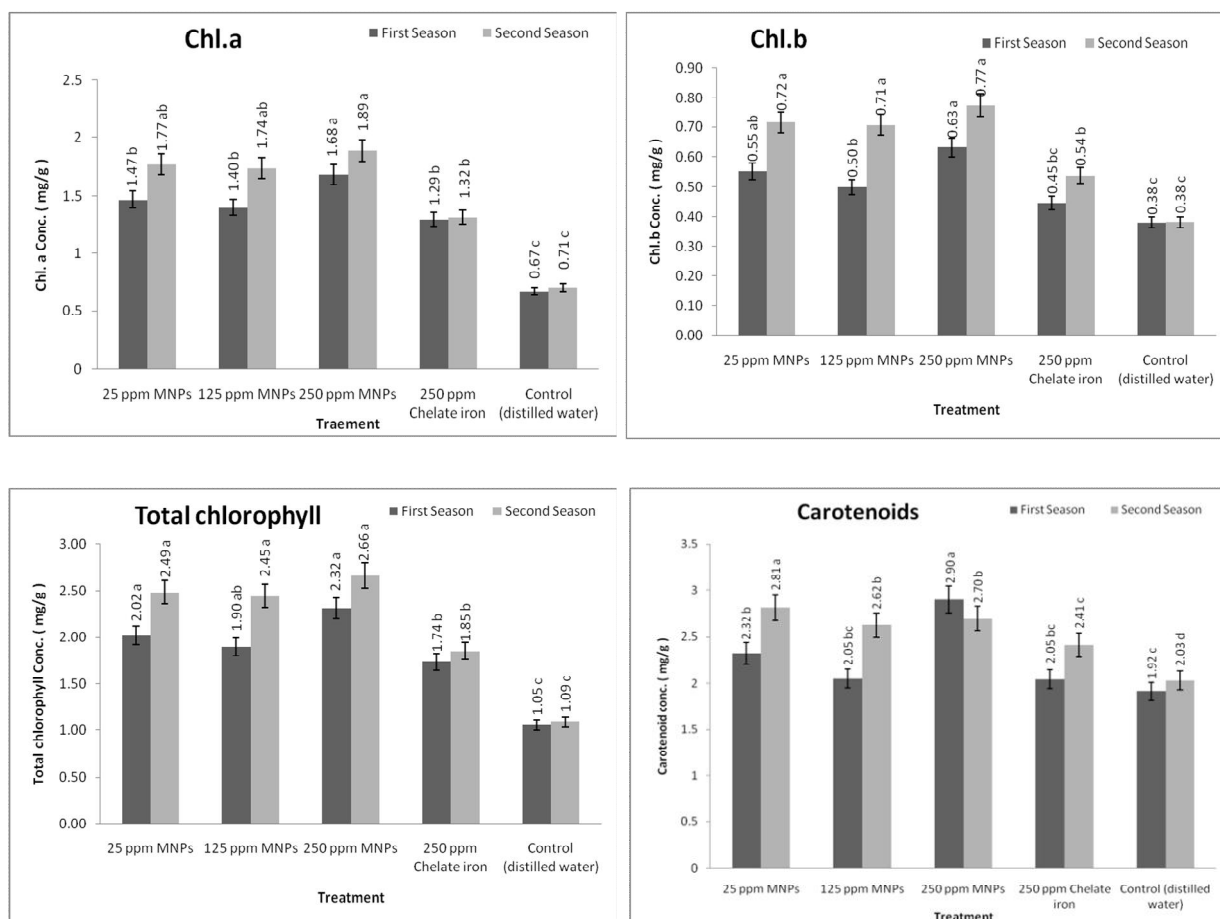 Chl.a
First Season
Second Season
Chl. a Conc. ( mg/g )
2.5
2
1.5
1
0.5
0
1.47 b
1.77 ab
1.40 b
1.74 ab
1.68 a
1.89 a
1.29 b
1.32 b
0.67 c
0.71 c
25 ppm MNPs
125 ppm MNPs
250 ppm MNPs
250 ppm
Chelate iron
Control
(distilled water)
Traement
Chl.b
First Season
Second Season
Chl.b Conc. ( mg/g )
0.90
0.80
0.70
0.60
0.50
0.40
0.30
0.20
0.10
0.00
0.55 ab
0.72 a
0.50 b
0.71 a
0.63 a
0.77 a
0.45 bc
0.54 b
0.38 c
0.38 c
25 ppm MNPs
125 ppm MNPs
250 ppm MNPs
250 ppm
Chelate iron
Control
(distilled water)
Treatment
Total chlorophyll
First Season
Second Season
Total chlorophyll Conc. ( mg/g )
3.00
2.50
2.00
1.50
1.00
0.50
0.00
2.02 a
2.49 a
1.90 ab
2.45 a
2.32 a
2.66 a
1.74 b
1.85 b
1.05 c
1.09 c
25 ppm MNPs
125 ppm MNPs
250 ppm MNPs
250 ppm
Chelate iron
Control
(distilled water)
Treatment
Carotenoids
First Season
Second Season
Carotenoid conc. ( mg/g )
3.5
3
2.5
2
1.5
1
0.5
0
2.32 b
2.81 a
2.05 bc
2.62 b
2.90 a
2.70 b
2.05 bc
2.41 c
1.92 c
2.03 d
25 ppm MNPs
125 ppm MNPs
250 ppm MNPs
250 ppm Chelate
iron
Control (distilled
water)
Treatment